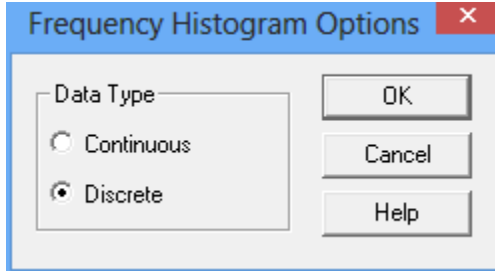 Frequency Histogram Options
Data Type
Continuous
Discrete
OK
Cancel
Help